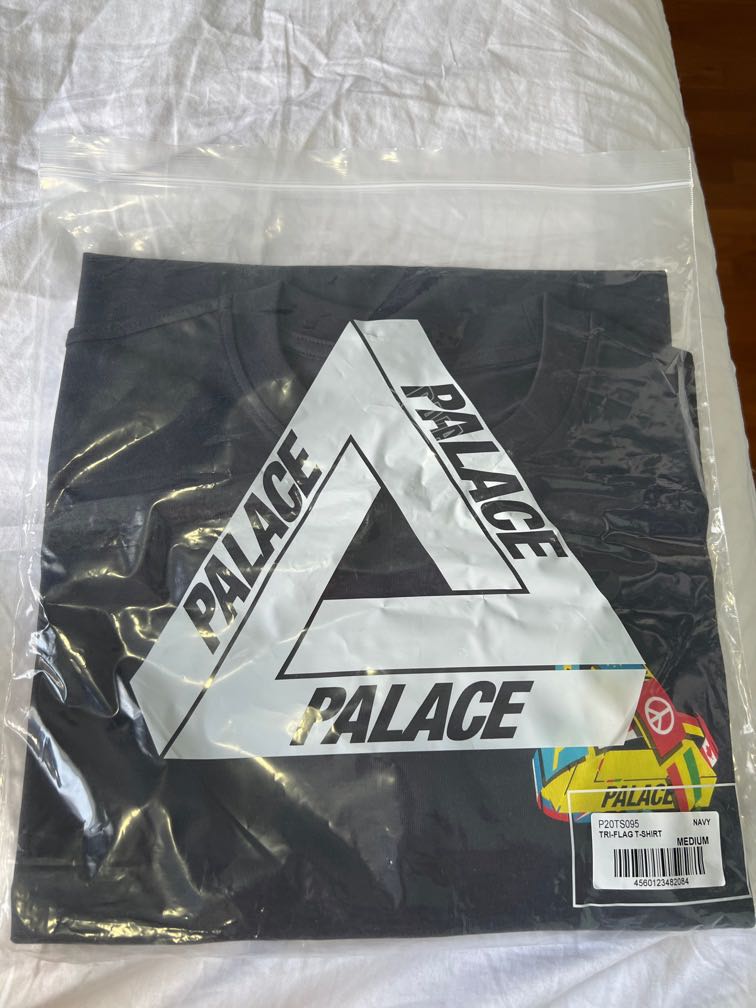 PALACE
PALACE
PALACE
PALACE
P20TS095 NAVY
TRI-FLAG T-SHIRT
MEDIUM
4560123482084